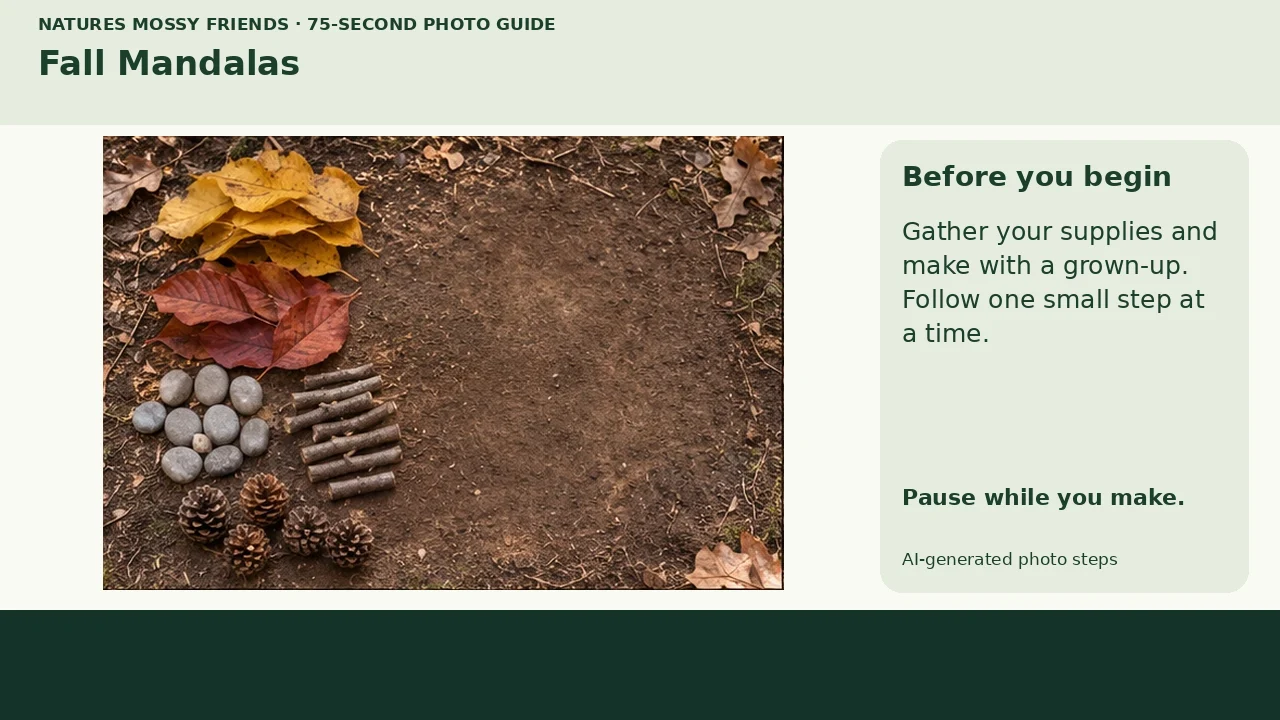 NATURES MOSSY FRIENDS · 75-SECOND PHOTO GUIDE
Fall Mandalas
Before you begin
Gather your supplies and
make with a grown-up.
Follow one small step at
a time.
Pause while you make.
AI-generated photo steps